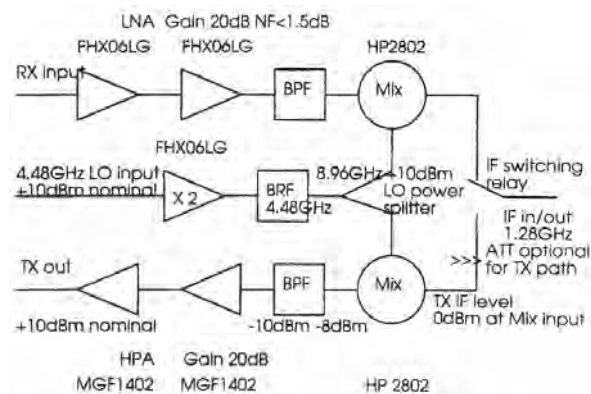 LNA Gain 20dB NF<1.5dB
FHX06LG FHX06LG HP2802
RX input
BPF
Mix
FHX06LG
4.48GHz LO input
+10dBm nominal
X 2
BRF
4.48GHz
8.96GHz +10dBm
LO power
splitter
IF switching
relay
IF in/out
1.28GHz
>>> ATT optional
for TX path
TX out
BPF
Mix
+10dBm nominal
-10dBm -8dBm
TX IF level
0dBm at Mix input
HPA Gain 20dB
MGF1402 MGF1402 HP 2802